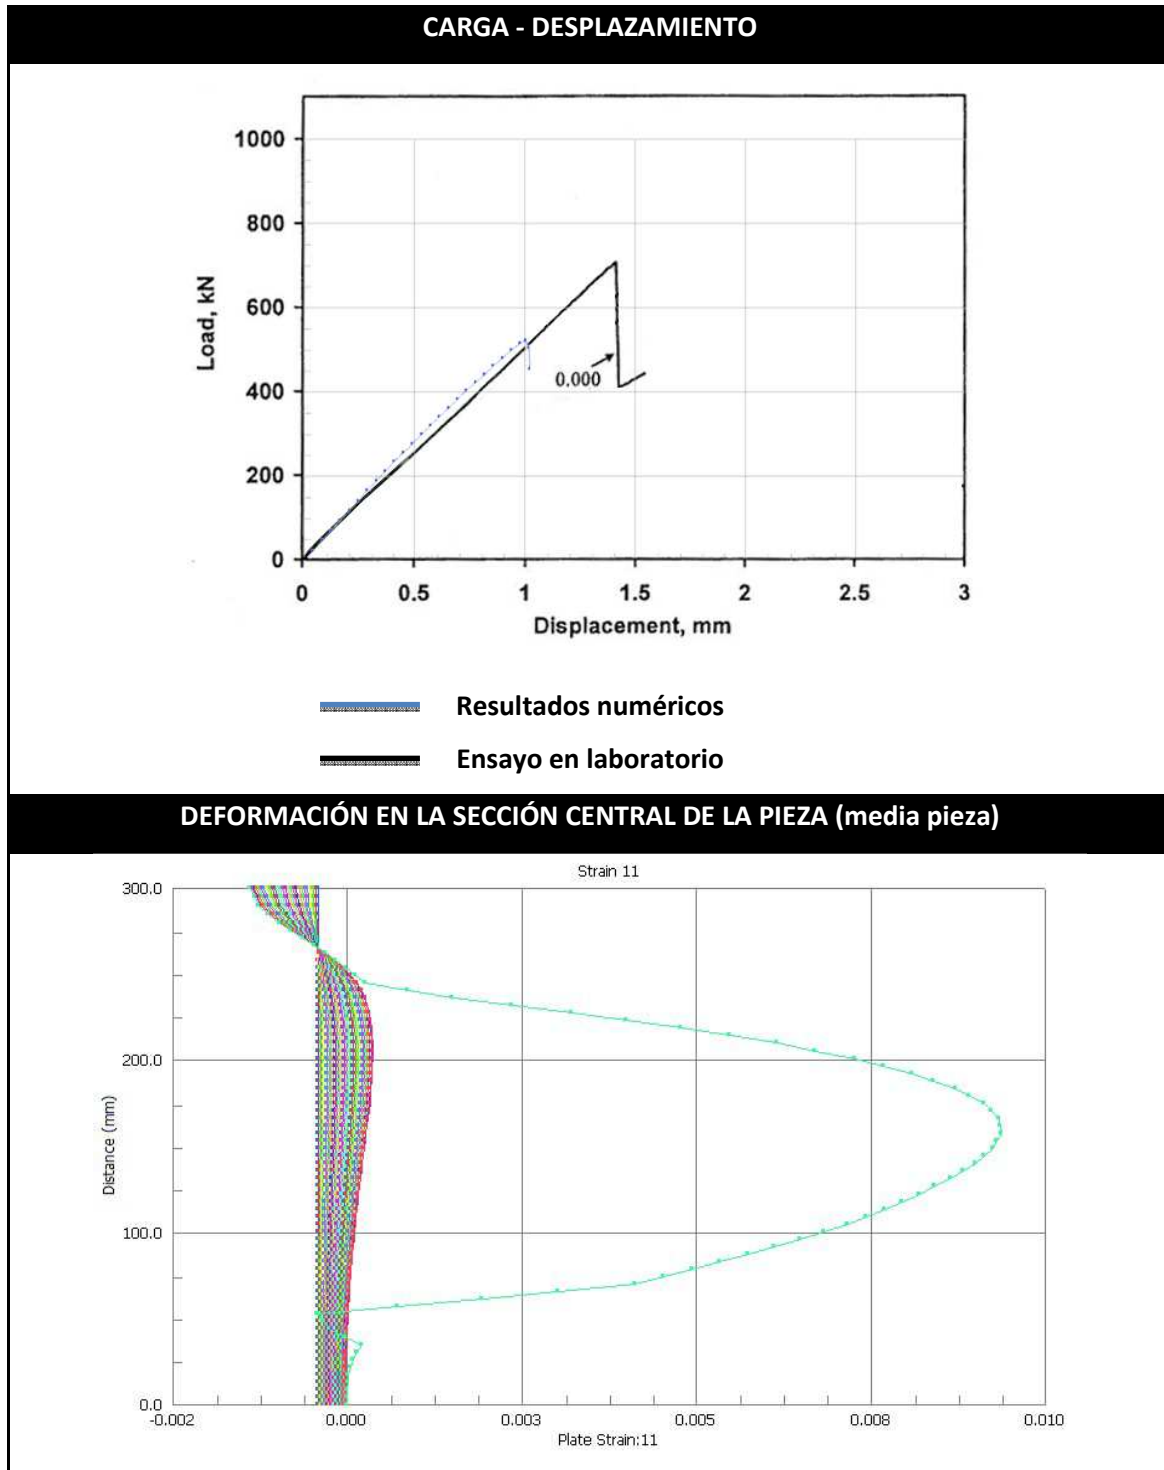 CARGA - DESPLAZAMIENTO
1000
800
600
400
200
0
Load, kN
0.000
0 0.5 1 1.5 2 2.5 3
Displacement, mm
Resultados numéricos
Ensayo en laboratorio
DEFORMACIÓN EN LA SECCIÓN CENTRAL DE LA PIEZA (media pieza)
Strain 11
300.0
200.0
100.0
0.0
Distance (mm)
-0.002 0.000 0.003 0.005 0.008 0.010
Plate Strain:11